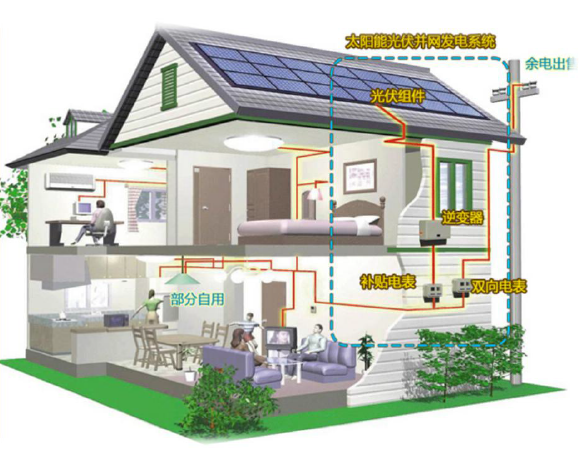 太阳能光伏并网发电系统
余电出售
光伏组件
逆变器
补贴电表
双向电表
部分自用